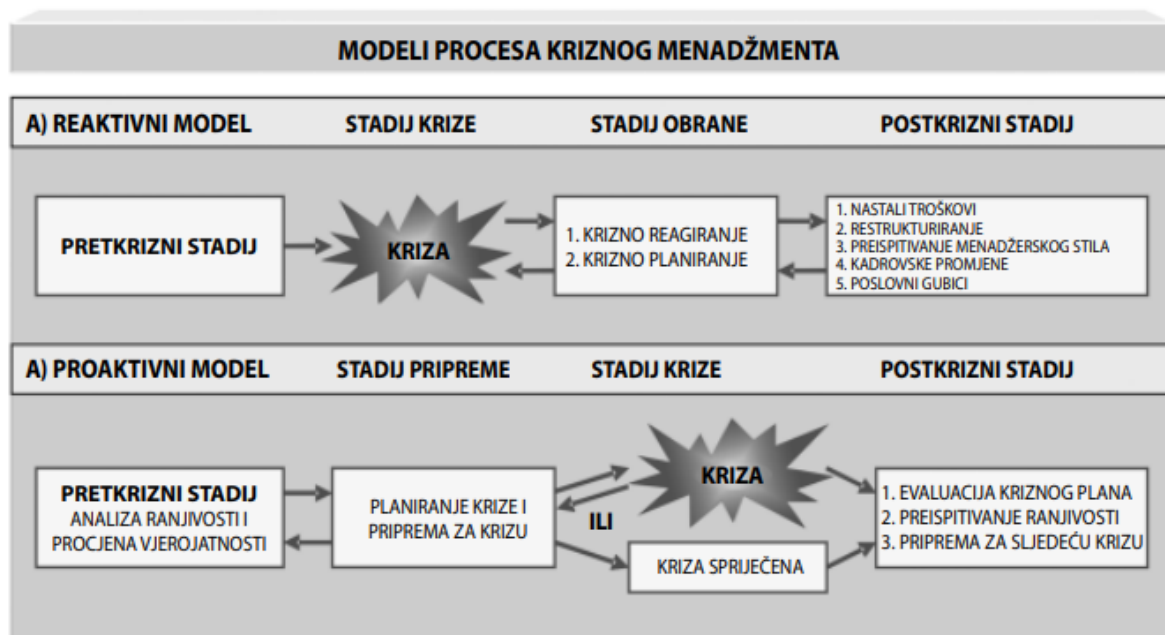 MODELI PROCESA KRIZNOG MENADŽMENTA
A) REAKTIVNI MODEL
STADIJ KRIZE
STADIJ OBRANE
POSTKRIZNI STADIJ
PRETKRIZNI STADIJ
KRIZA
1. KRIZNO REAGIRANJE
2. KRIZNO PLANIRANJE
1. NASTALI TROŠKOVI
2. RESTRUKTURIRANJE
3. PREISPITIVANJE MENADŽERSKOG STILA
4. KADROVSKE PROMJENE
5. POSLOVNI GUBICI
A) PROAKTIVNI MODEL
STADIJ PRIPREME
STADIJ KRIZE
POSTKRIZNI STADIJ
PRETKRIZNI STADIJ
ANALIZA RANJIVOSTI I
PROCJENA VJEROJATNOSTI
PLANIRANJE KRIZE I
PRIPREMA ZA KRIZU
KRIZA
ILI
KRIZA SPRIJEČENA
1. EVALUACIJA KRIZNOG PLANA
2. PREISPITIVANJE RANJIVOSTI
3. PRIPREMA ZA SLJEDEĆU KRIZU